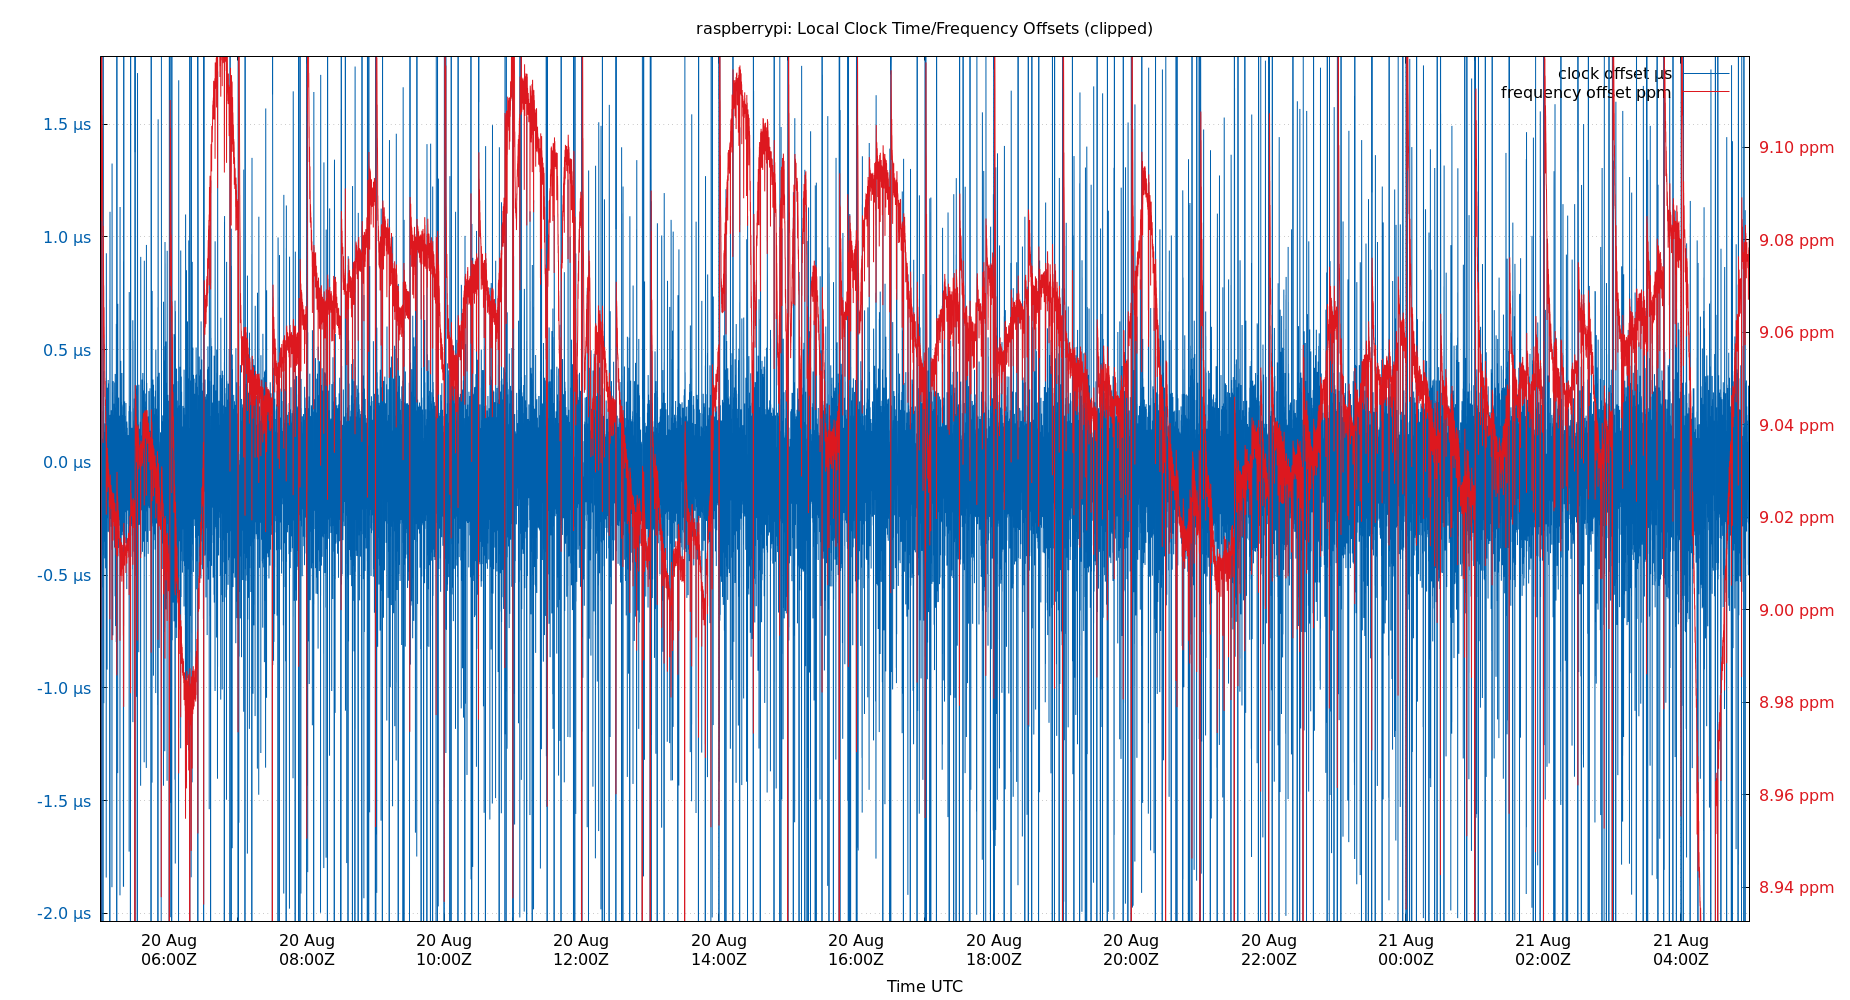 raspberrypi: Local Clock Time/Frequency Offsets (clipped)
clock offset µs
frequency offset ppm
1.5 µs
1.0 µs
0.5 µs
0.0 µs
-0.5 µs
-1.0 µs
-1.5 µs
-2.0 µs
9.10 ppm
9.08 ppm
9.06 ppm
9.04 ppm
9.02 ppm
9.00 ppm
8.98 ppm
8.96 ppm
8.94 ppm
20 Aug 20 Aug 20 Aug 20 Aug 20 Aug 20 Aug 20 Aug 20 Aug 20 Aug 21 Aug 21 Aug 21 Aug
06:00Z 08:00Z 10:00Z 12:00Z 14:00Z 16:00Z 18:00Z 20:00Z 22:00Z 00:00Z 02:00Z 04:00Z
Time UTC